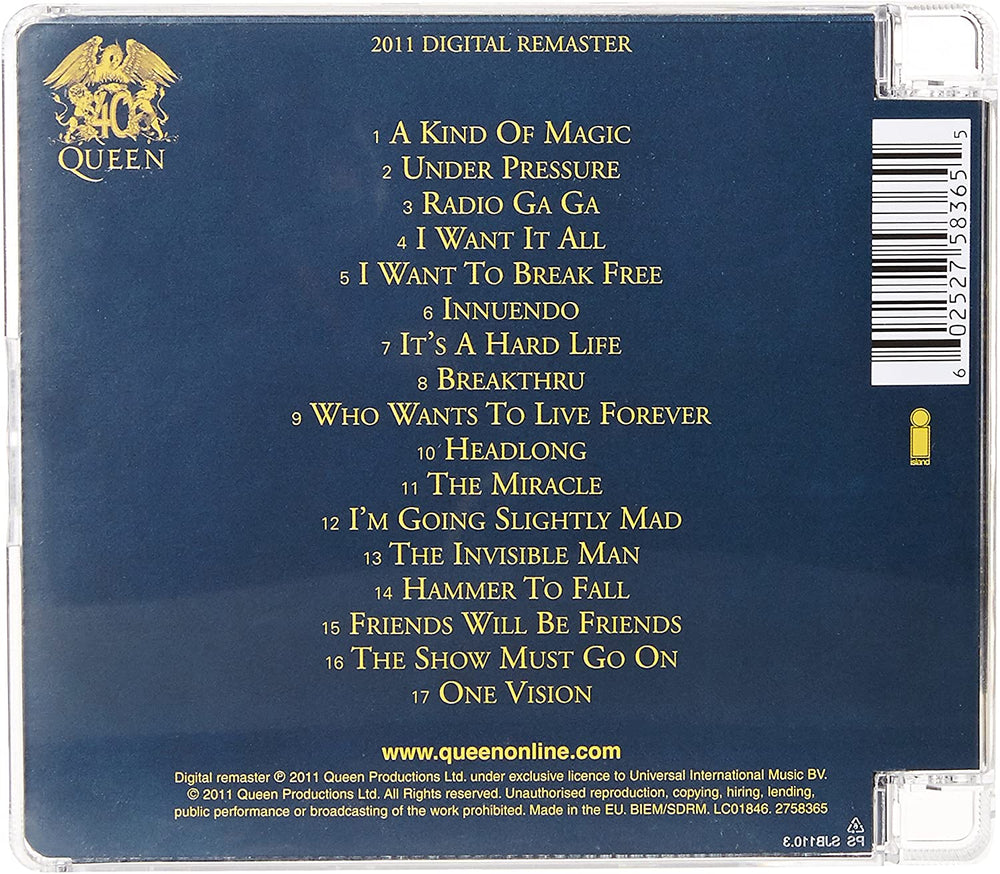 2011 DIGITAL REMASTER
40
QUEEN
1 A KIND OF MAGIC
2 UNDER PRESSURE
3 RADIO GA GA
4 I WANT IT ALL
5 I WANT TO BREAK FREE
6 INNUENDO
7 IT'S A HARD LIFE
8 BREAKTHRU
9 WHO WANTS TO LIVE FOREVER
10 HEADLONG
11 THE MIRACLE
12 I'M GOING SLIGHTLY MAD
13 THE INVISIBLE MAN
14 HAMMER TO FALL
15 FRIENDS WILL BE FRIENDS
16 THE SHOW MUST GO ON
17 ONE VISION
6 02527 58365 5
island
www.queenonline.com
Digital remaster ℗ 2011 Queen Productions Ltd. under exclusive licence to Universal International Music BV.
© 2011 Queen Productions Ltd. All Rights reserved. Unauthorised reproduction, copying, hiring, lending,
public performance or broadcasting of the work prohibited. Made in the EU. BIEM/SDRM. LC01846. 2758365
6
PS SJB110.3